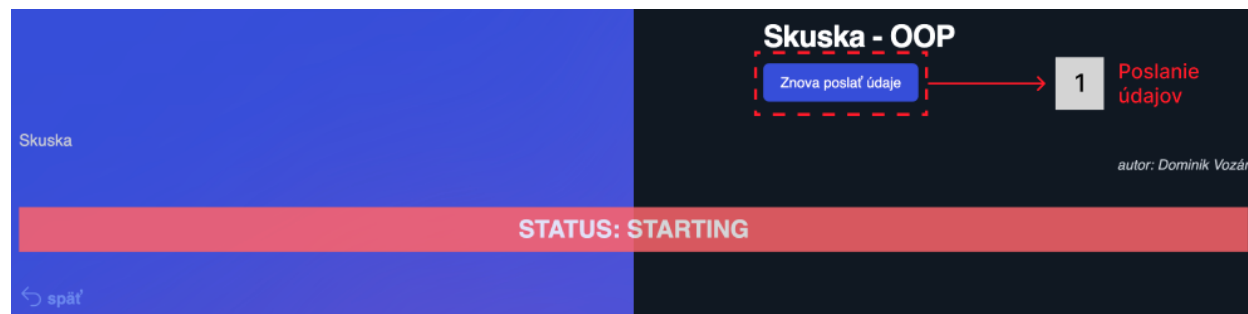 Skuska - OOP
Znova poslať údaje
1
Poslanie
údajov
Skuska
autor: Dominik Vozár
STATUS: STARTING
späť